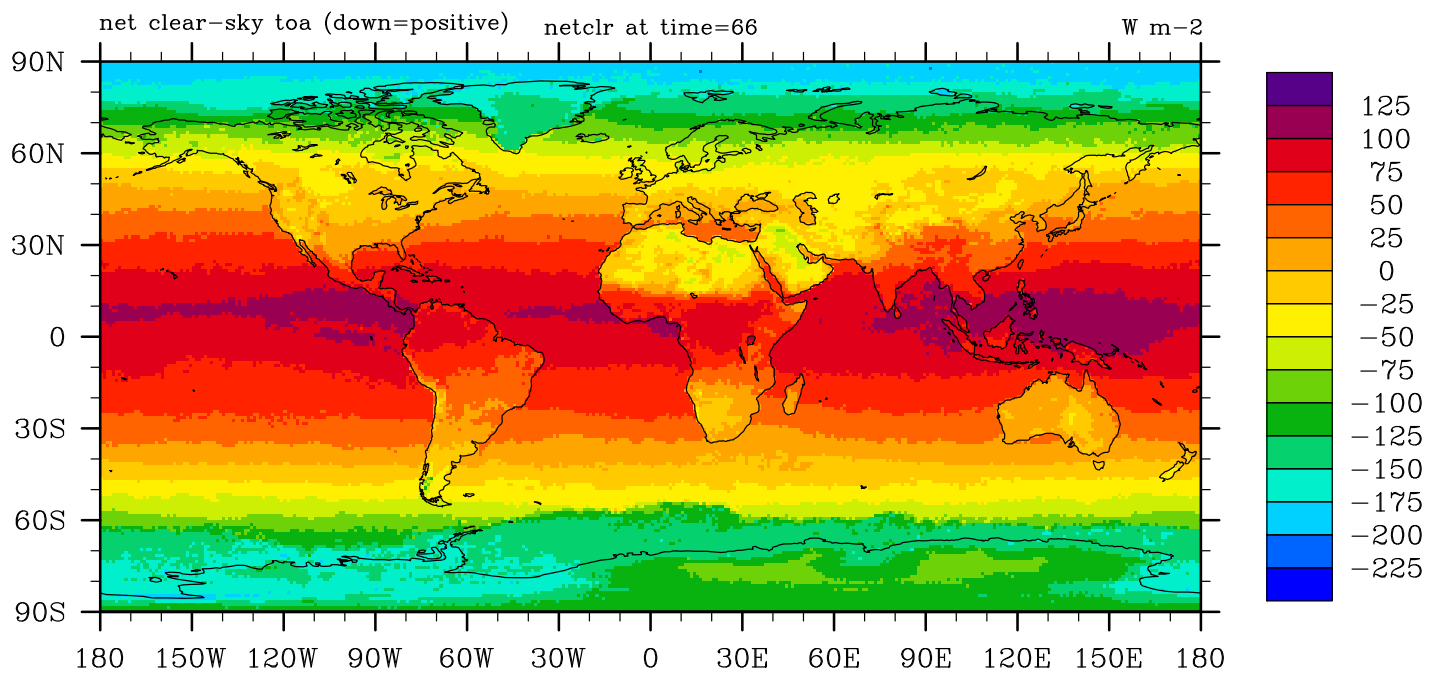 net clear−sky toa (down=positive) netclr at time=66 W m−2
90N
60N
30N
0
30S
60S
90S
180 150W 120W 90W 60W 30W 0 30E 60E 90E 120E 150E 180
125
100
75
50
25
0
−25
−50
−75
−100
−125
−150
−175
−200
−225